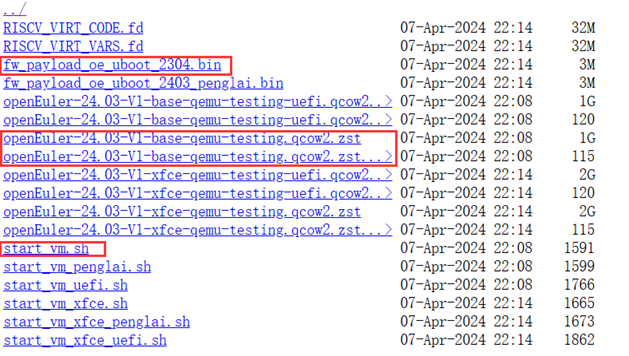 ../
RISCV_VIRT_CODE.fd 07-Apr-2024 22:14 32M
RISCV_VIRT_VARS.fd 07-Apr-2024 22:14 32M
fw_payload_oe_uboot_2304.bin 07-Apr-2024 22:14 3M
fw_payload_oe_uboot_2403_penglai.bin 07-Apr-2024 22:14 3M
openEuler-24.03-V1-base-qemu-testing-uefi.qcow2..> 07-Apr-2024 22:08 1G
openEuler-24.03-V1-base-qemu-testing-uefi.qcow2..> 07-Apr-2024 22:08 120
openEuler-24.03-V1-base-qemu-testing.qcow2.zst 07-Apr-2024 22:08 1G
openEuler-24.03-V1-base-qemu-testing.qcow2.zst...> 07-Apr-2024 22:08 115
openEuler-24.03-V1-xfce-qemu-testing-uefi.qcow2..> 07-Apr-2024 22:14 2G
openEuler-24.03-V1-xfce-qemu-testing-uefi.qcow2..> 07-Apr-2024 22:14 120
openEuler-24.03-V1-xfce-qemu-testing.qcow2.zst 07-Apr-2024 22:14 2G
openEuler-24.03-V1-xfce-qemu-testing.qcow2.zst...> 07-Apr-2024 22:14 115
start_vm.sh 07-Apr-2024 22:08 1591
start_vm_penglai.sh 07-Apr-2024 22:08 1599
start_vm_uefi.sh 07-Apr-2024 22:08 1766
start_vm_xfce.sh 07-Apr-2024 22:14 1665
start_vm_xfce_penglai.sh 07-Apr-2024 22:14 1673
start_vm_xfce_uefi.sh 07-Apr-2024 22:14 1862